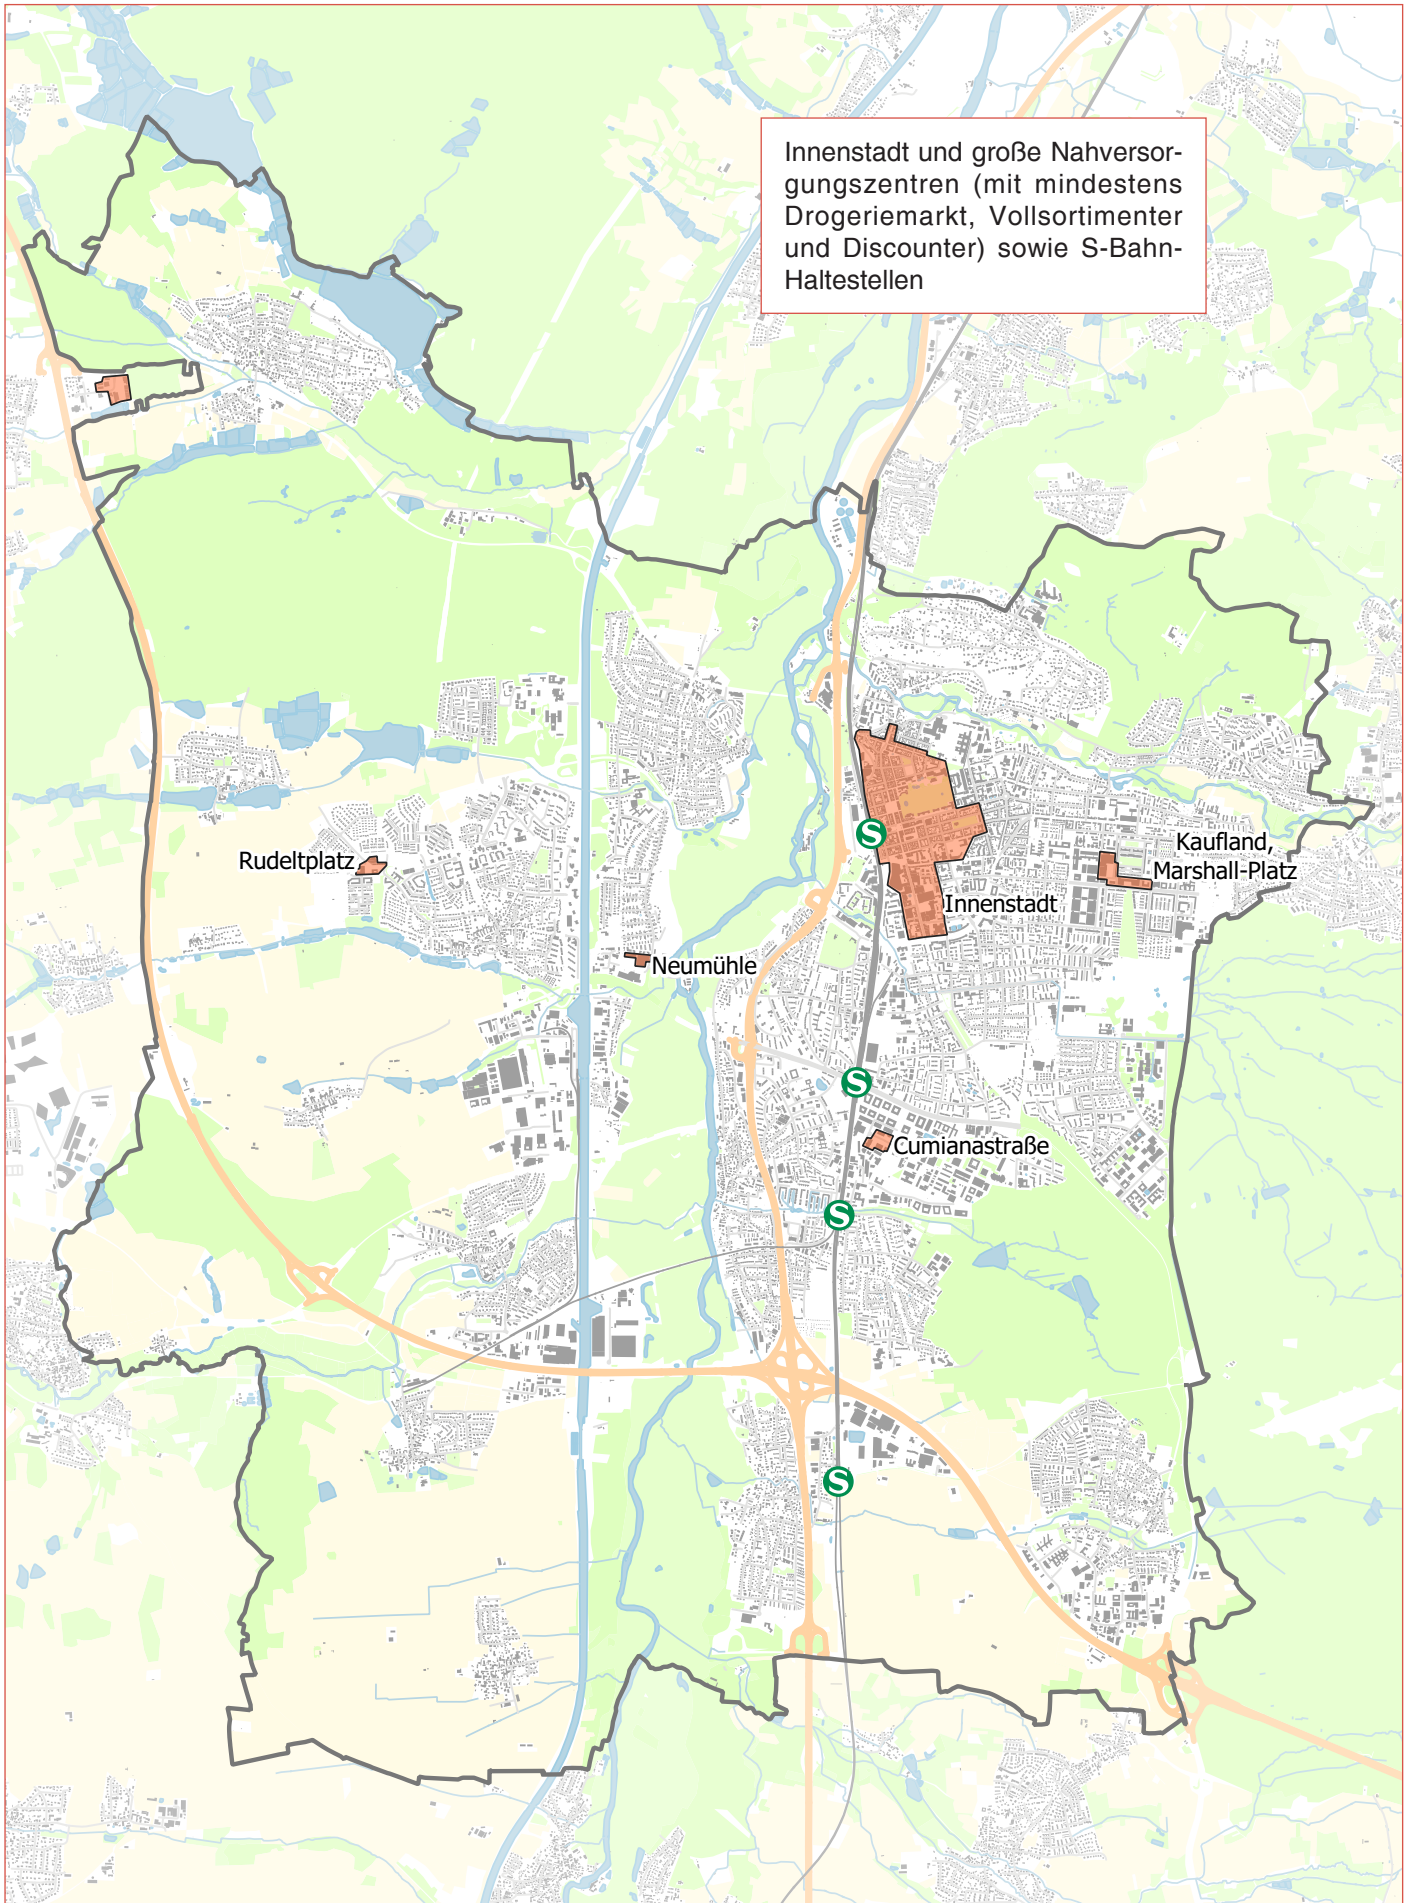 Innenstadt und große Nahversor-
gungszentren (mit mindestens
Drogeriemarkt, Vollsortimenter
und Discounter) sowie S-Bahn-
Haltestellen
S
Kaufland,
Marshall-Platz
Rudeltplatz
Innenstadt
Neumühle
S
Cumianastraße
S
S